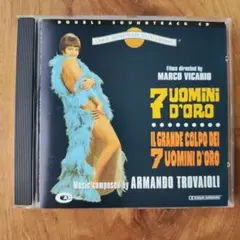 DOUBLE SOUNDTRACK CD
Films directed by
MARCO VICARIO
7 UOMINI
D'ORO
IL GRANDE COLPO DEI
7 UOMINI D'ORO
Music composed by ARMANDO TROVAIOLI